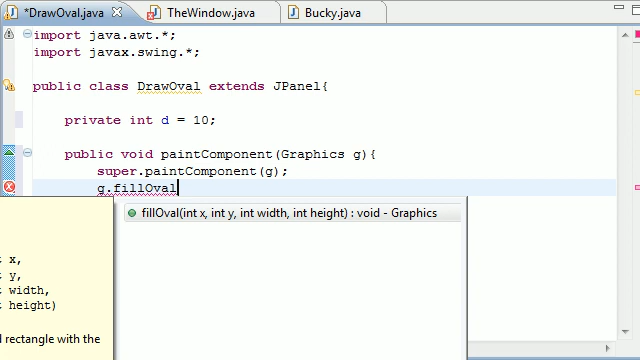 *DrawOval.java
TheWindow.java
Bucky.java
import java.awt.*;
import javax.swing.*;
public class DrawOval extends JPanel{
private int d = 10;
public void paintComponent(Graphics g){
super.paintComponent(g);
g.fillOval
fillOval(int x, int y, int width, int height) : void - Graphics
t x,
t y,
t width,
t height)
d rectangle with the